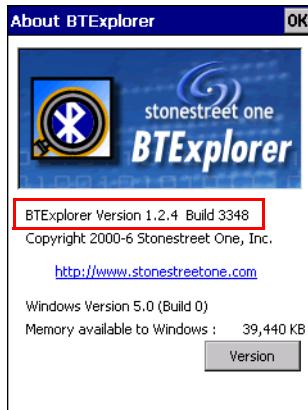 About BTExplorer OK
stonestreet one
BTExplorer
BTExplorer Version 1.2.4 Build 3348
Copyright 2000-6 Stonestreet One, Inc.
http://www.stonestreetone.com
Windows Version 5.0 (Build 0)
Memory available to Windows : 39,440 KB
Version